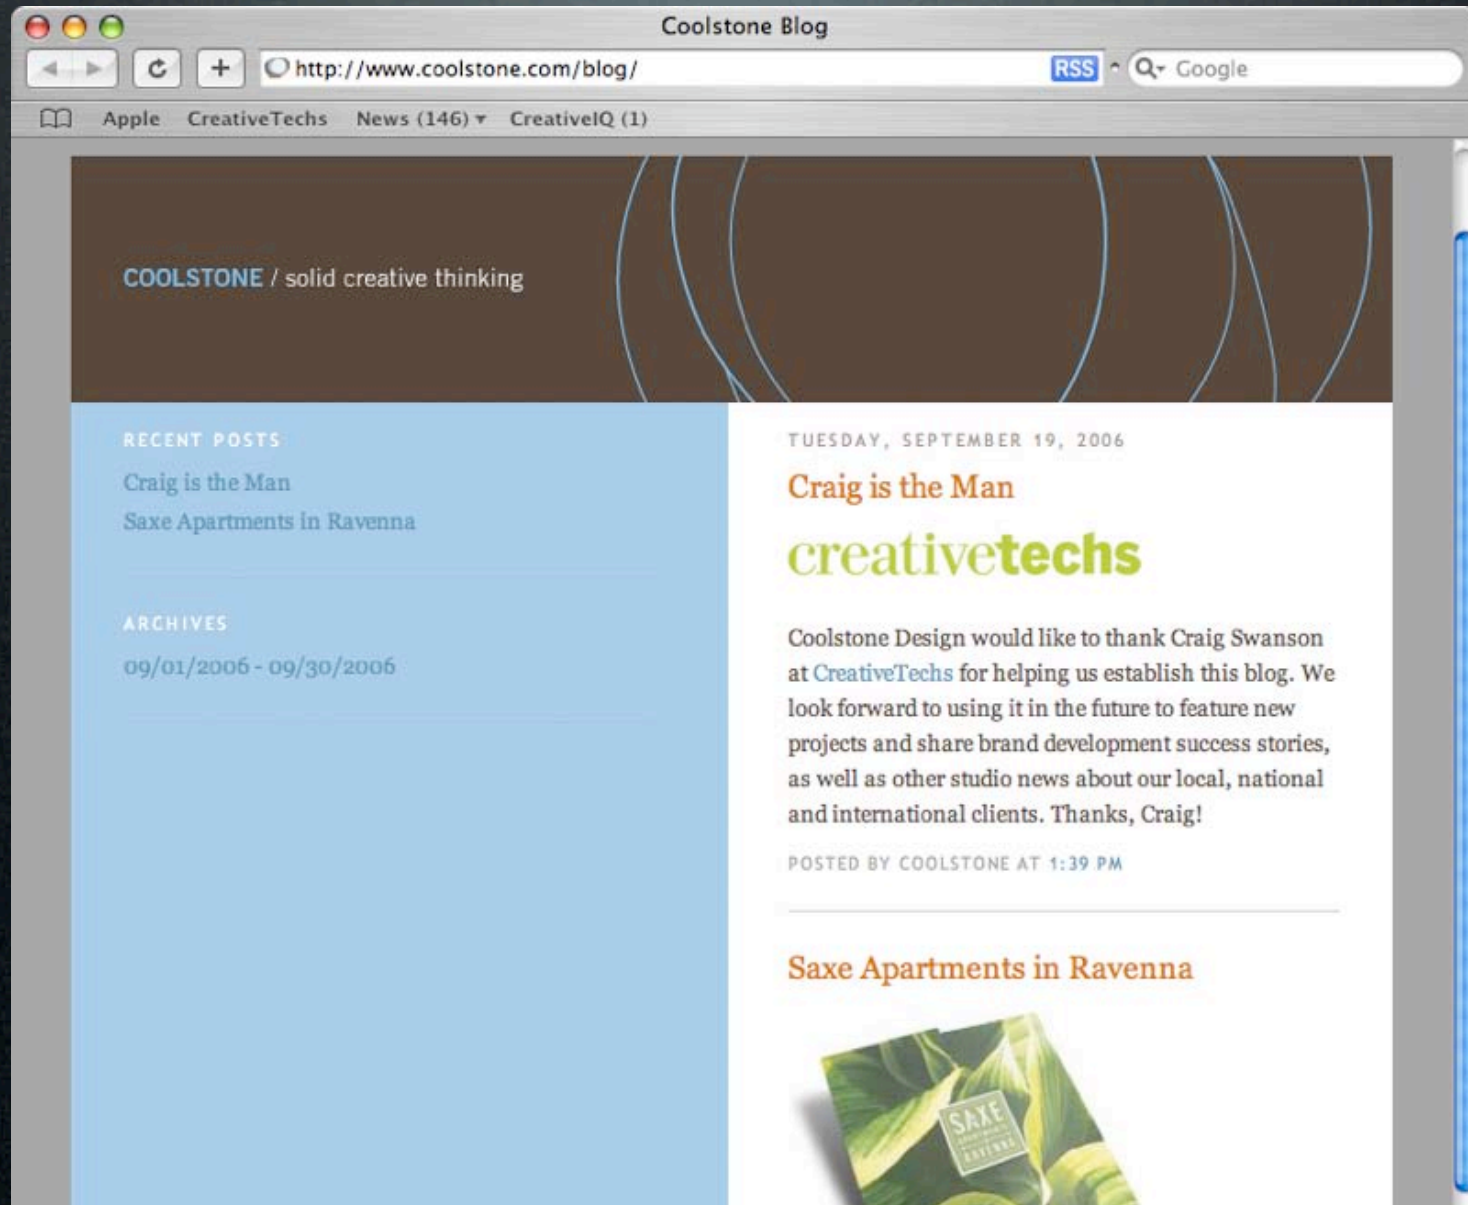 Coolstone Blog
http://www.coolstone.com/blog/
RSS
Google
Apple CreativeTechs News (146) CreativeIQ (1)
COOLSTONE / solid creative thinking
RECENT POSTS
Craig is the Man
Saxe Apartments in Ravenna
ARCHIVES
09/01/2006 - 09/30/2006
TUESDAY, SEPTEMBER 19, 2006
Craig is the Man
creativetechs
Coolstone Design would like to thank Craig Swanson
at CreativeTechs for helping us establish this blog. We
look forward to using it in the future to feature new
projects and share brand development success stories,
as well as other studio news about our local, national
and international clients. Thanks, Craig!
POSTED BY COOLSTONE AT 1:39 PM
Saxe Apartments in Ravenna
SAXE
APARTMENTS
RAVENNA